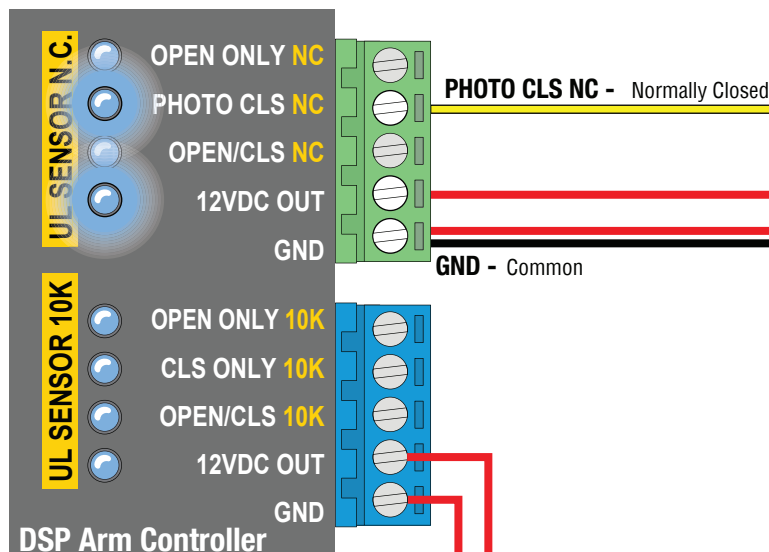 UL SENSOR N.C.
OPEN ONLY NC
PHOTO CLS NC
OPEN/CLS NC
12VDC OUT
GND
PHOTO CLS NC - Normally Closed
GND - Common
UL SENSOR 10K
OPEN ONLY 10K
CLS ONLY 10K
OPEN/CLS 10K
12VDC OUT
GND
DSP Arm Controller